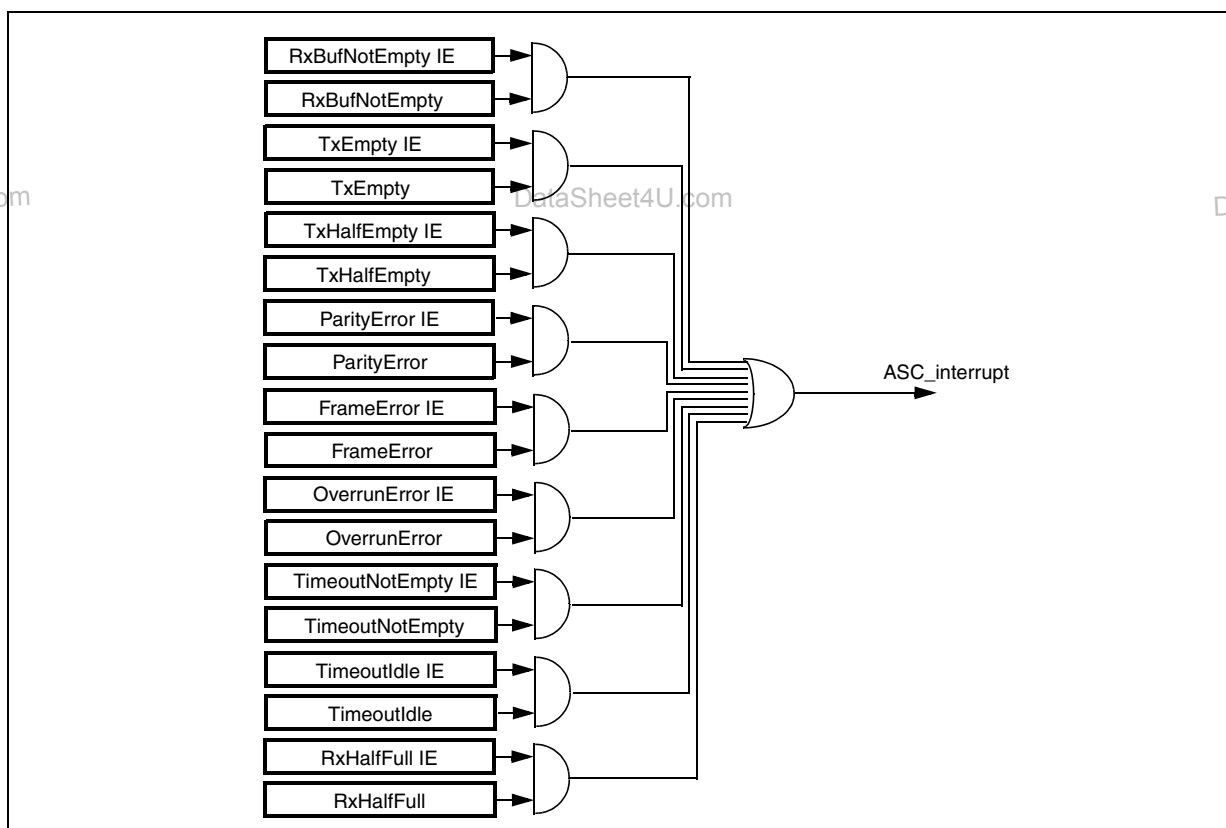 RxBufNotEmpty IE
RxBufNotEmpty
TxEmpty IE
TxEmpty
om
DataSheet4U.com
D
TxHalfEmpty IE
TxHalfEmpty
ParityError IE
ParityError
ASC_interrupt
FrameError IE
FrameError
OverrunError IE
OverrunError
TimeoutNotEmpty IE
TimeoutNotEmpty
TimeoutIdle IE
TimeoutIdle
RxHalfFull IE
RxHalfFull